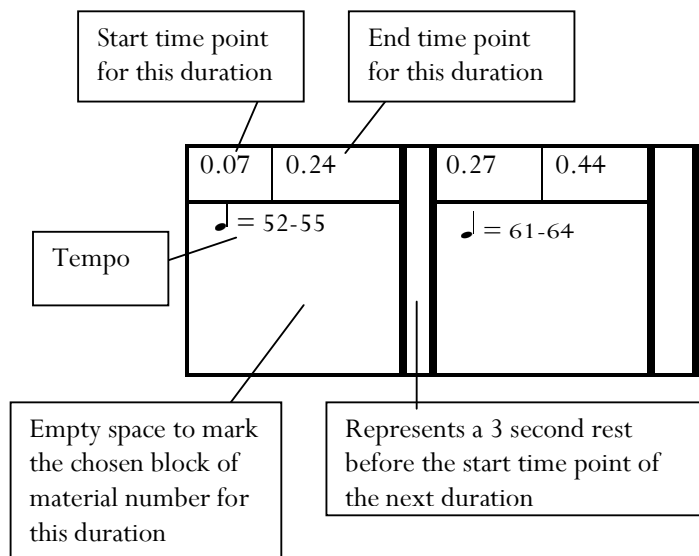 Start time point
for this duration
End time point
for this duration
0.07 0.24 0.27 0.44
♩ = 52-55 ♩ = 61-64
Tempo
Empty space to mark
the chosen block of
material number for
this duration
Represents a 3 second rest
before the start time point of
the next duration